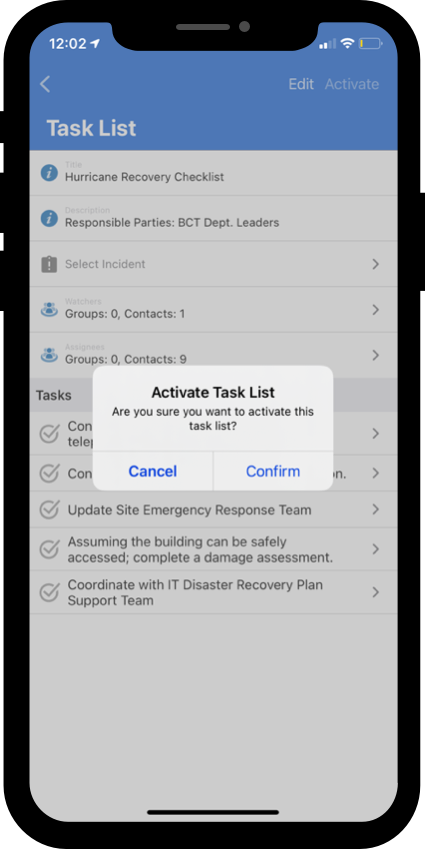 12:02
Edit Activate
Task List
Title
Hurricane Recovery Checklist
Description
Responsible Parties: BCT Dept. Leaders
Select Incident
Watchers
Groups: 0, Contacts: 1
Assignees
Groups: 0, Contacts: 9
Tasks
Activate Task List
Are you sure you want to activate this
task list?
Cancel Confirm
Con
telep
Con n.
Update Site Emergency Response Team
Assuming the building can be safely
accessed; complete a damage assessment.
Coordinate with IT Disaster Recovery Plan
Support Team